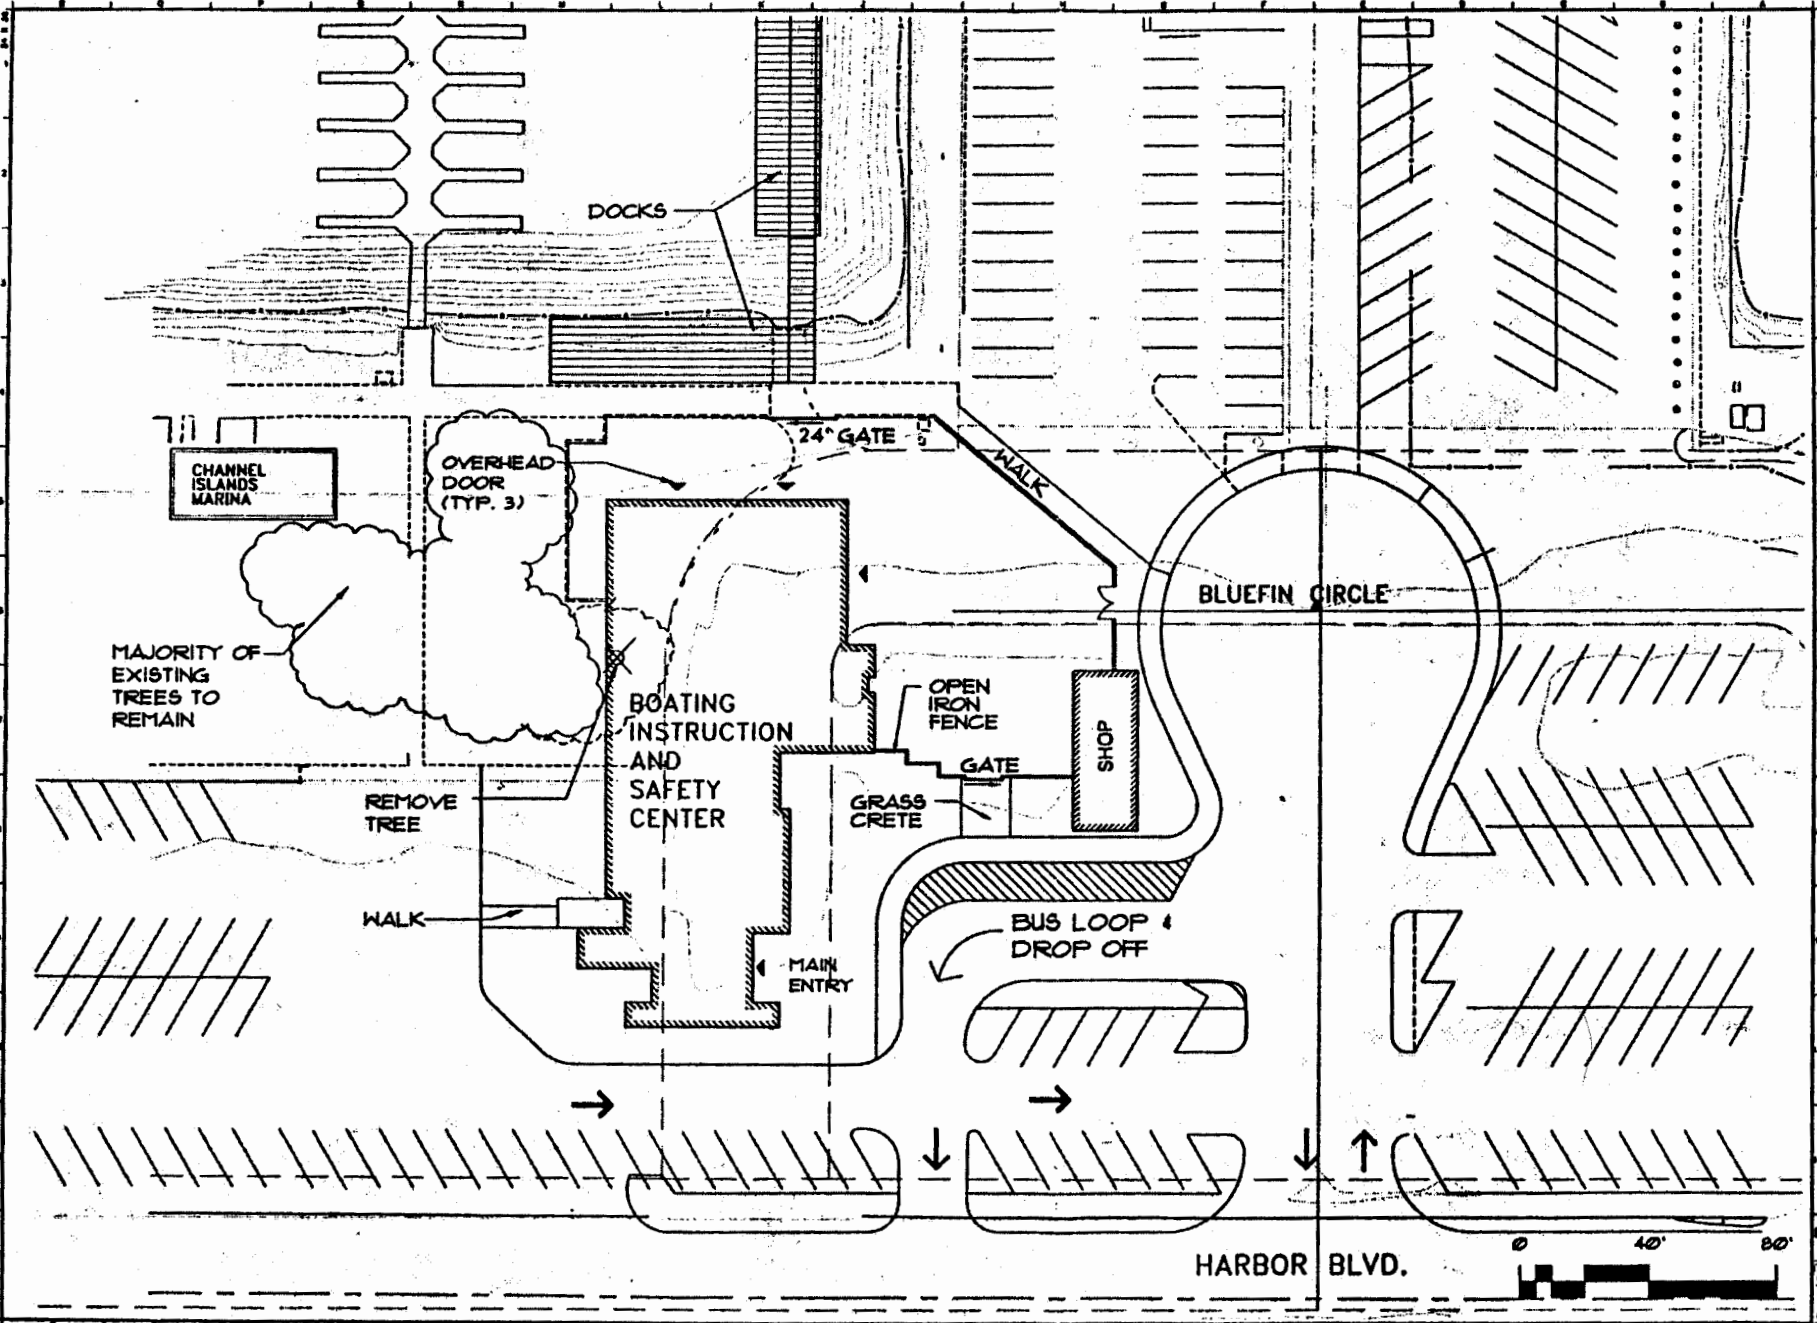 DOCKS
24' GATE
WALK
CHANNEL
ISLANDS
MARINA
OVERHEAD
DOOR
(TYP. 3)
BLUEFIN CIRCLE
MAJORITY OF
EXISTING
TREES TO
REMAIN
BOATING
INSTRUCTION
AND
SAFETY
CENTER
OPEN
IRON
FENCE
SHOP
GATE
REMOVE
TREE
GRASS
CRETE
WALK
BUS LOOP &
DROP OFF
MAIN
ENTRY
HARBOR BLVD.
0 40' 80'